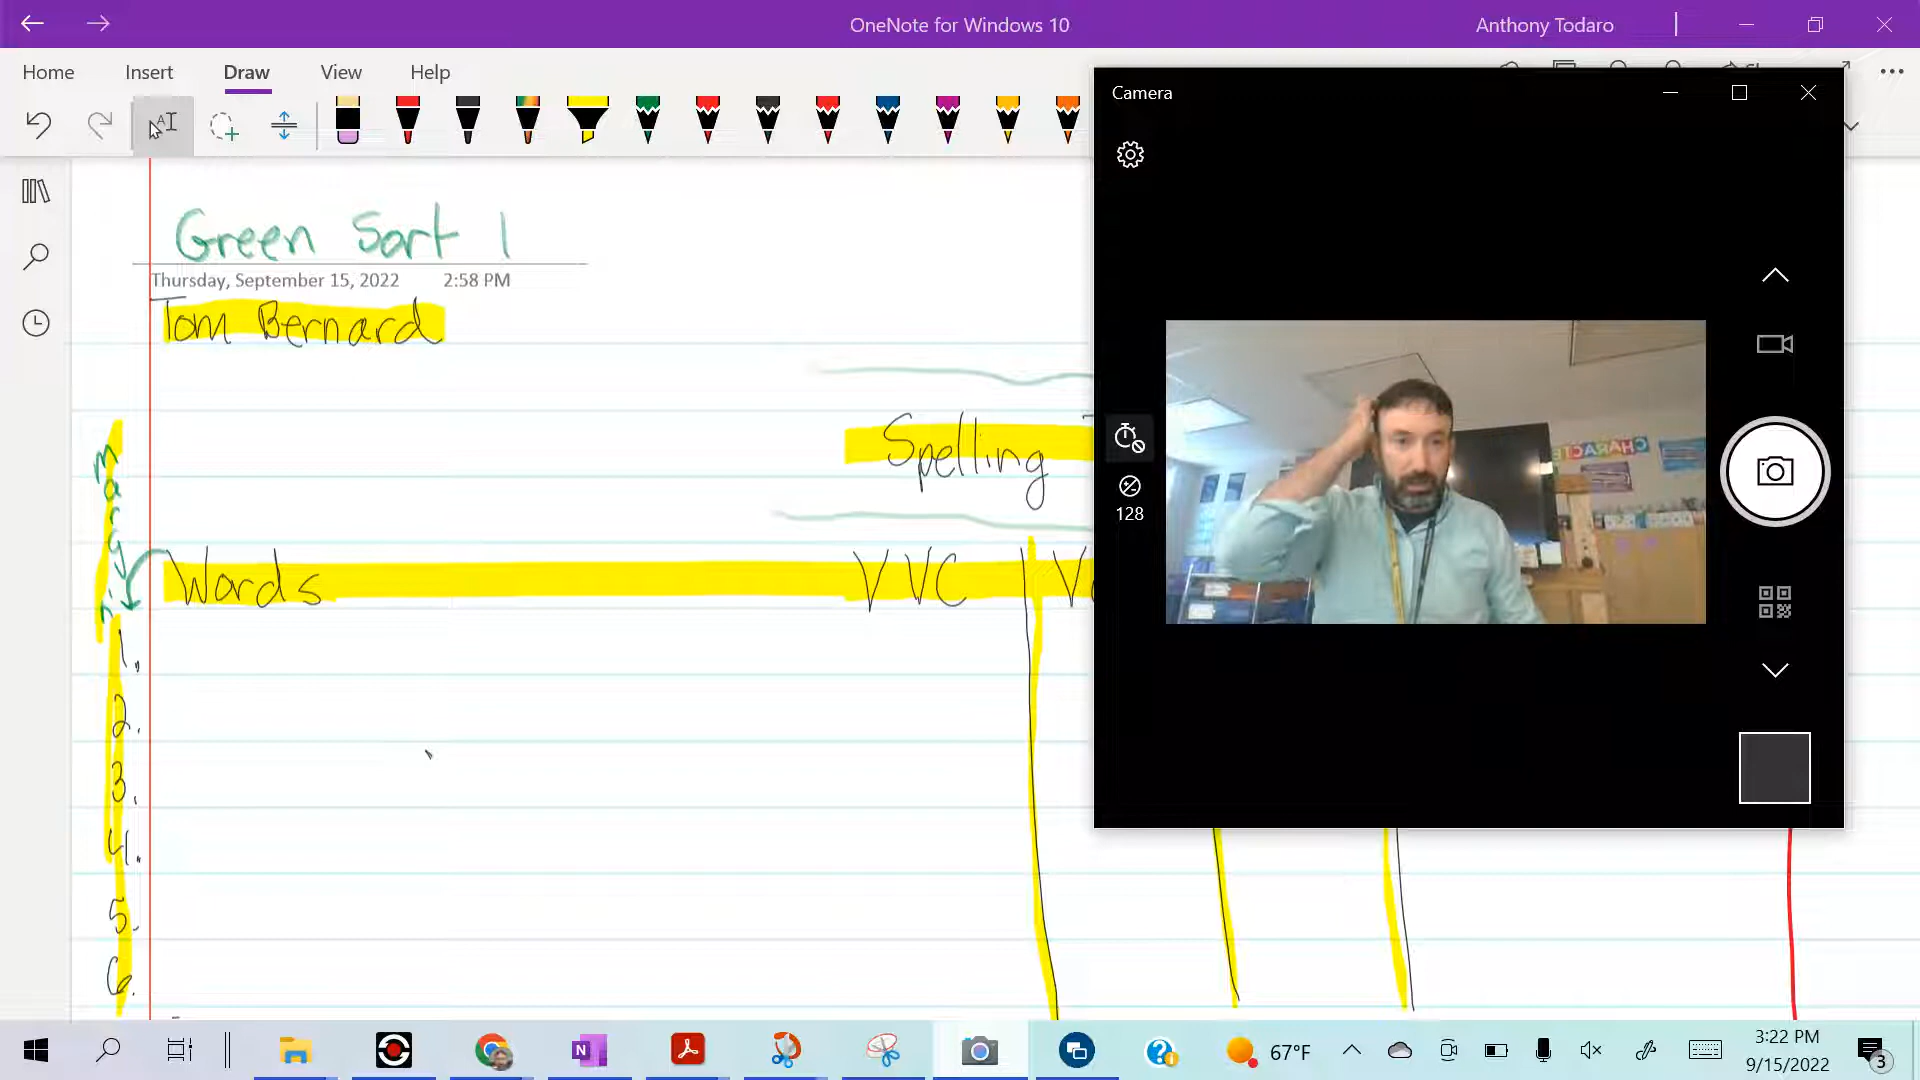 OneNote for Windows 10
Anthony Todaro
Home Insert Draw View Help
Camera
128
Green Sort 1
Thursday, September 15, 2022 2:58 PM
Tom Bernard
Spelling
margin
Words VVC
1.
2.
3.
4.
5.
6.
67°F
3:22 PM
9/15/2022
3